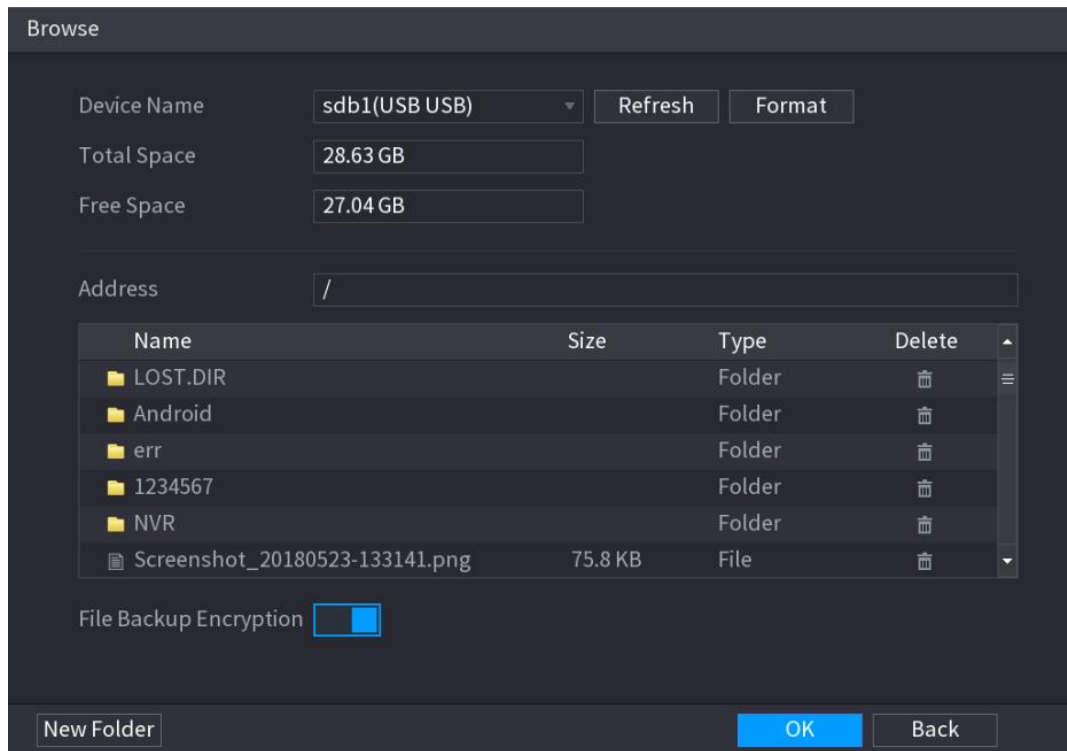 Browse
Device Name sdb1(USB USB) Refresh Format
Total Space 28.63 GB
Free Space 27.04 GB
Address /
Name Size Type Delete
LOST.DIR Folder
Android Folder
err Folder
1234567 Folder
NVR Folder
Screenshot_20180523-133141.png 75.8 KB File
File Backup Encryption
New Folder OK Back